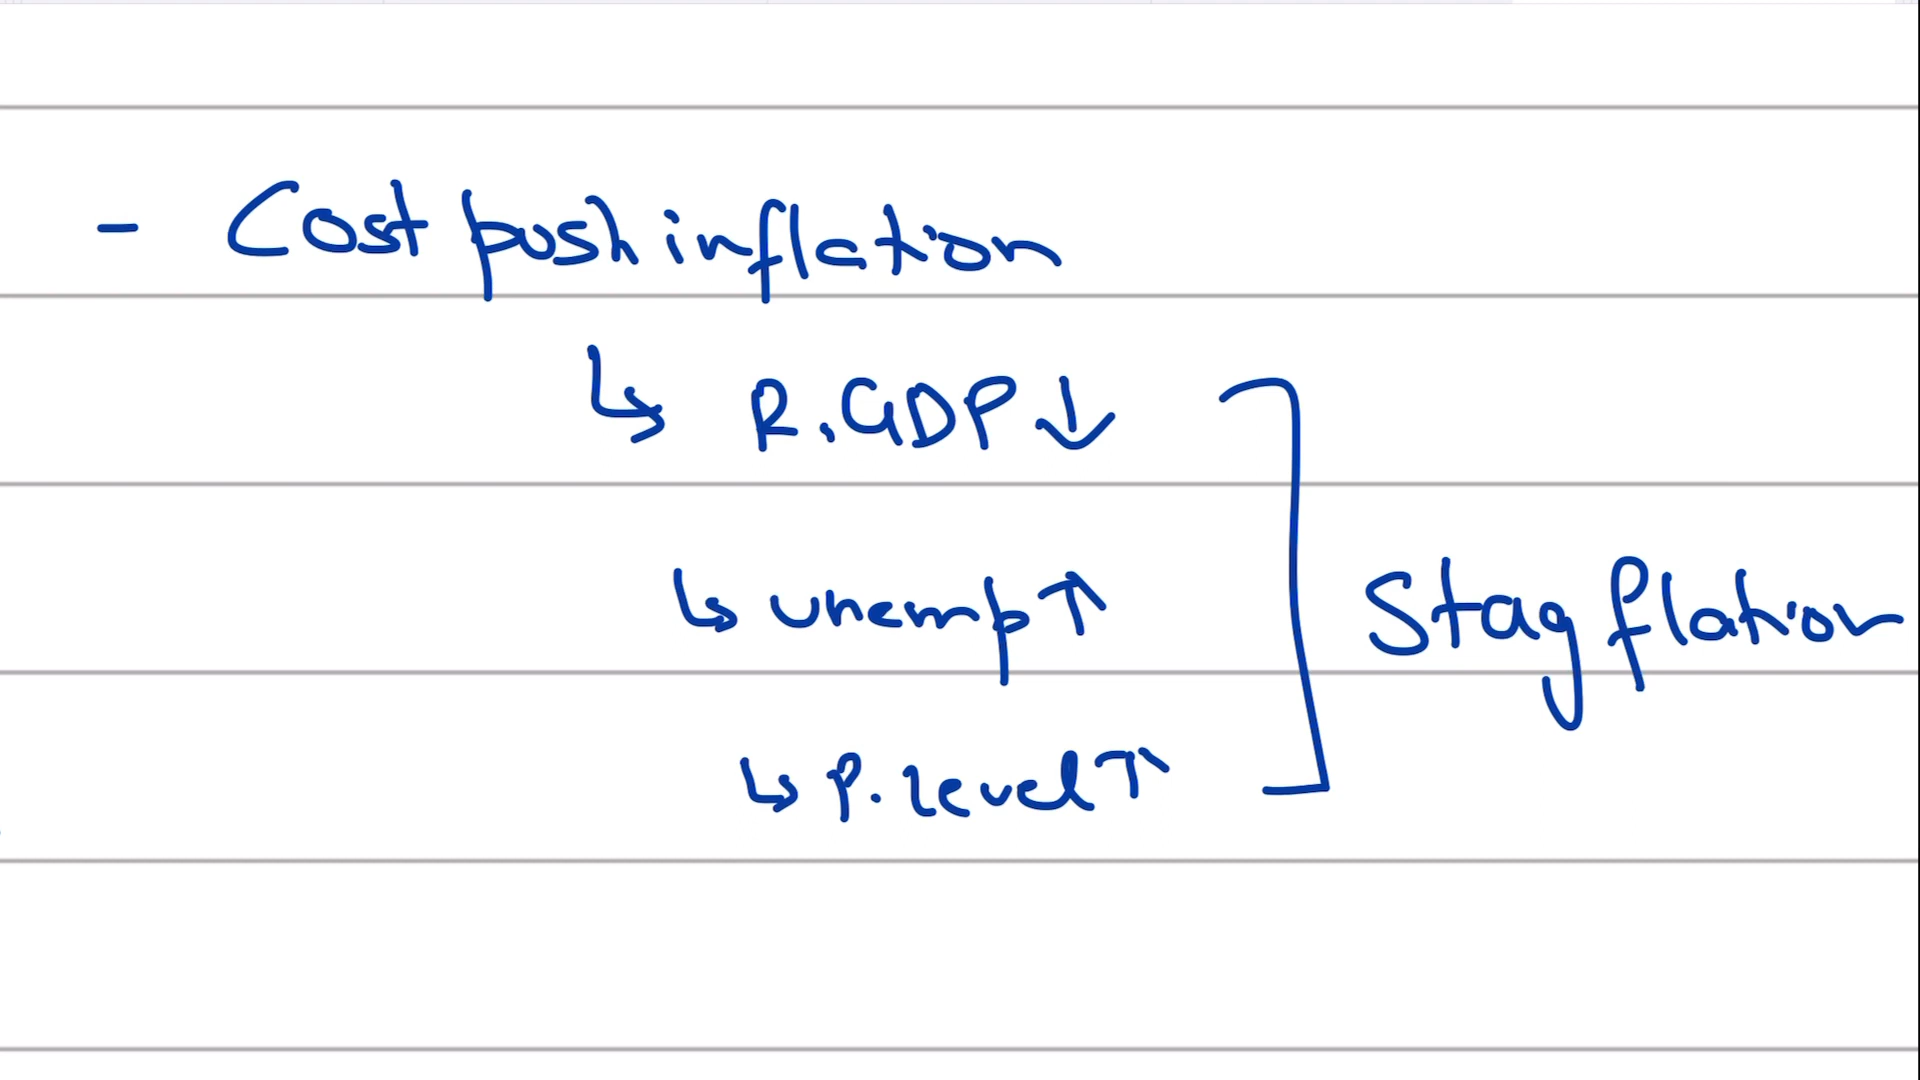 - Cost push inflation
↳ R.GDP ↓
↳ unemp ↑
↳ P. level ↑
Stagflation